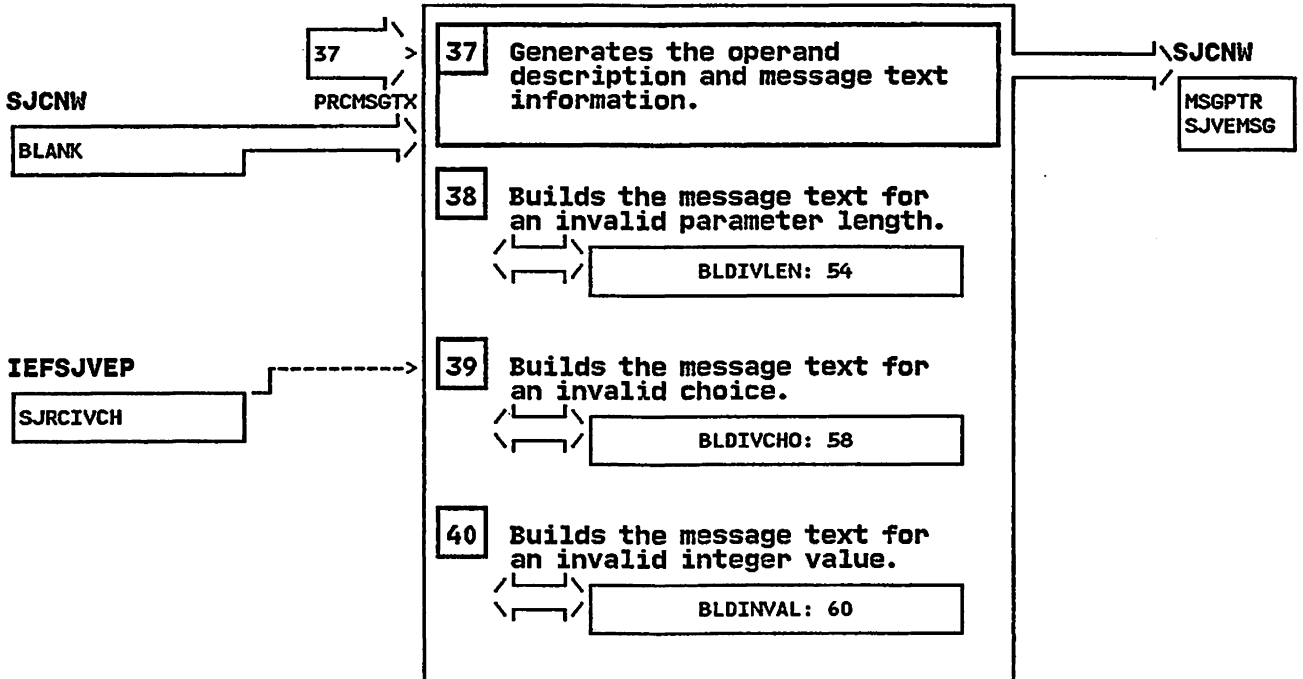 37
PRCMSGTX
SJCNW
BLANK
37 Generates the operand
description and message text
information.
SJCNW
MSGPTR
SJVEMSG
38 Builds the message text for
an invalid parameter length.
BLDIVLEN: 54
IEFSJVEP
SJRCIVCH
39 Builds the message text for
an invalid choice.
BLDIVCHO: 58
40 Builds the message text for
an invalid integer value.
BLDINVAL: 60